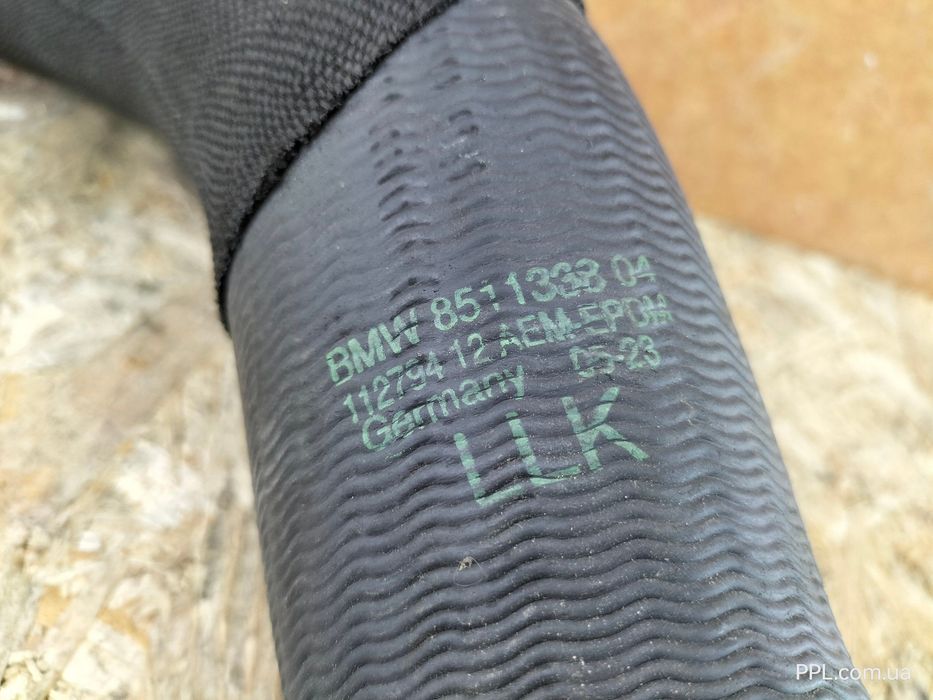 BMW 8511338 04
112794-12 AEM-EPDM
Germany 05-23
LLK
PPL.com.ua